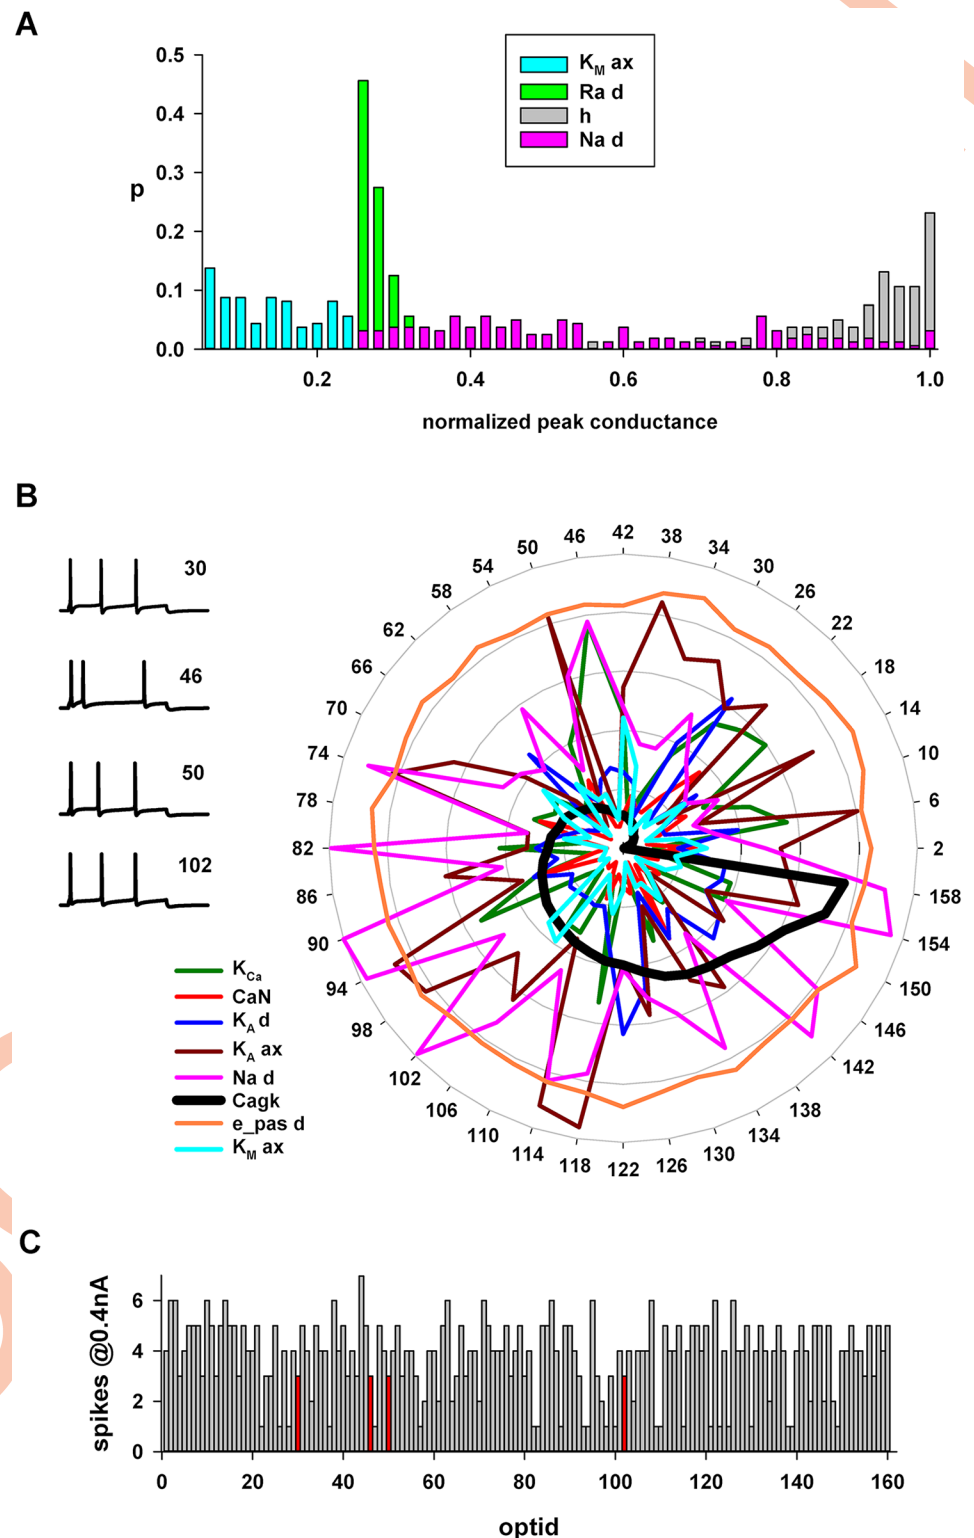 A
0.5
0.4
0.3
0.2
0.1
0.0
p
K_M ax
Ra d
h
Na d
0.2 0.4 0.6 0.8 1.0
normalized peak conductance
B
30
46
50
102
42
38
34
30
26
22
18
14
10
6
2
158
154
150
146
142
138
134
130
126
122
118
114
110
106
102
98
94
90
86
82
78
74
70
66
62
58
54
50
46
K_Ca
CaN
K_A d
K_A ax
Na d
Cagk
e_pas d
K_M ax
C
spikes @0.4nA
6
4
2
0
0 20 40 60 80 100 120 140 160
optid